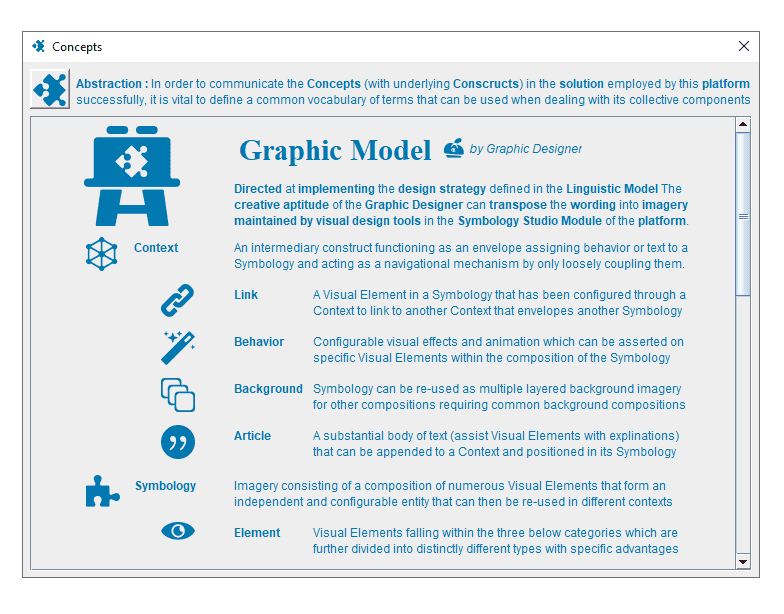 Concepts
Abstraction : In order to communicate the Concepts (with underlying Conscructs) in the solution employed by this platform
successfully, it is vital to define a common vocabulary of terms that can be used when dealing with its collective components
Graphic Model by Graphic Designer
Directed at implementing the design strategy defined in the Linguistic Model The
creative aptitude of the Graphic Designer can transpose the wording into imagery
maintained by visual design tools in the Symbology Studio Module of the platform.
Context An intermediary construct functioning as an envelope assigning behavior or text to a
Symbology and acting as a navigational mechanism by only loosely coupling them.
Link A Visual Element in a Symbology that has been configured through a
Context to link to another Context that envelopes another Symbology
Behavior Configurable visual effects and animation which can be asserted on
specific Visual Elements within the composition of the Symbology
Background Symbology can be re-used as multiple layered background imagery
for other compositions requiring common background compositions
Article A substantial body of text (assist Visual Elements with explinations)
that can be appended to a Context and positioned in its Symbology
Symbology Imagery consisting of a composition of numerous Visual Elements that form an
independent and configurable entity that can then be re-used in different contexts
Element Visual Elements falling within the three below categories which are
further divided into distinctly different types with specific advantages